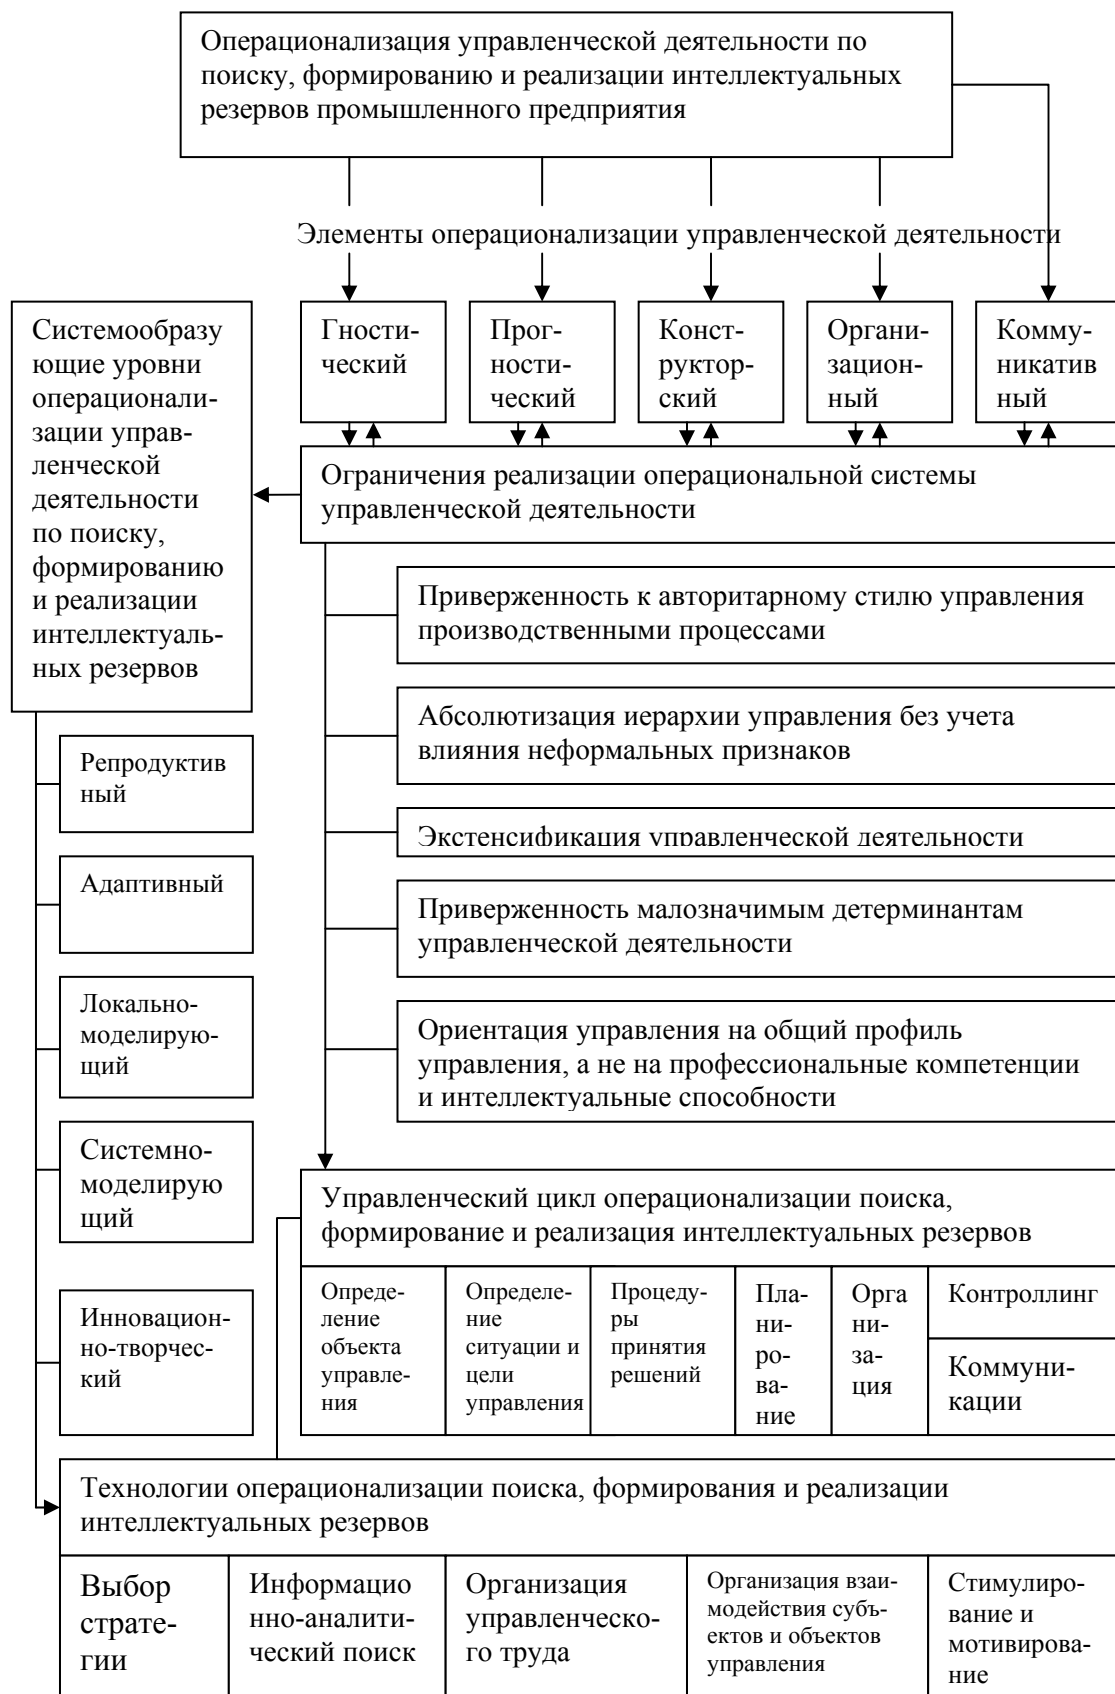 Операционализация управленческой деятельности по
поиску, формированию и реализации интеллектуальных
резервов промышленного предприятия
Элементы операционализации управленческой деятельности
Системообразу
ющие уровни
операционали-
зации управ-
ленческой
деятельности
по поиску,
формированию
и реализации
интеллектуаль-
ных резервов
Гности-
ческий
Прог-
ности-
ческий
Конст-
руктор-
ский
Органи-
зацион-
ный
Комму-
никатив
ный
Ограничения реализации операциональной системы
управленческой деятельности
Приверженность к авторитарному стилю управления
производственными процессами
Абсолютизация иерархии управления без учета
влияния неформальных признаков
Экстенсификация управленческой деятельности
Приверженность малозначимым детерминантам
управленческой деятельности
Ориентация управления на общий профиль
управления, а не на профессиональные компетенции
и интеллектуальные способности
Репродуктив
ный
Адаптивный
Локально-
моделирую-
щий
Системно-
моделирую
щий
Инновацион-
но-творчес-
кий
Управленческий цикл операционализации поиска,
формирование и реализация интеллектуальных резервов
Опреде-
ление
объекта
управле-
ния
Определе-
ние
ситуации и
цели
управления
Процеду-
ры
принятия
решений
Пла-
ни-
ро-
ва-
ние
Орга
ни-
за-
ция
Контроллинг
Коммуни-
кации
Технологии операционализации поиска, формирования и реализации
интеллектуальных резервов
Выбор
страте-
гии
Информацио
нно-аналити-
ческий поиск
Организация
управленческо-
го труда
Организация взаи-
модействия субъ-
ектов и объектов
управления
Стимулиро-
вание и
мотивирова-
ние